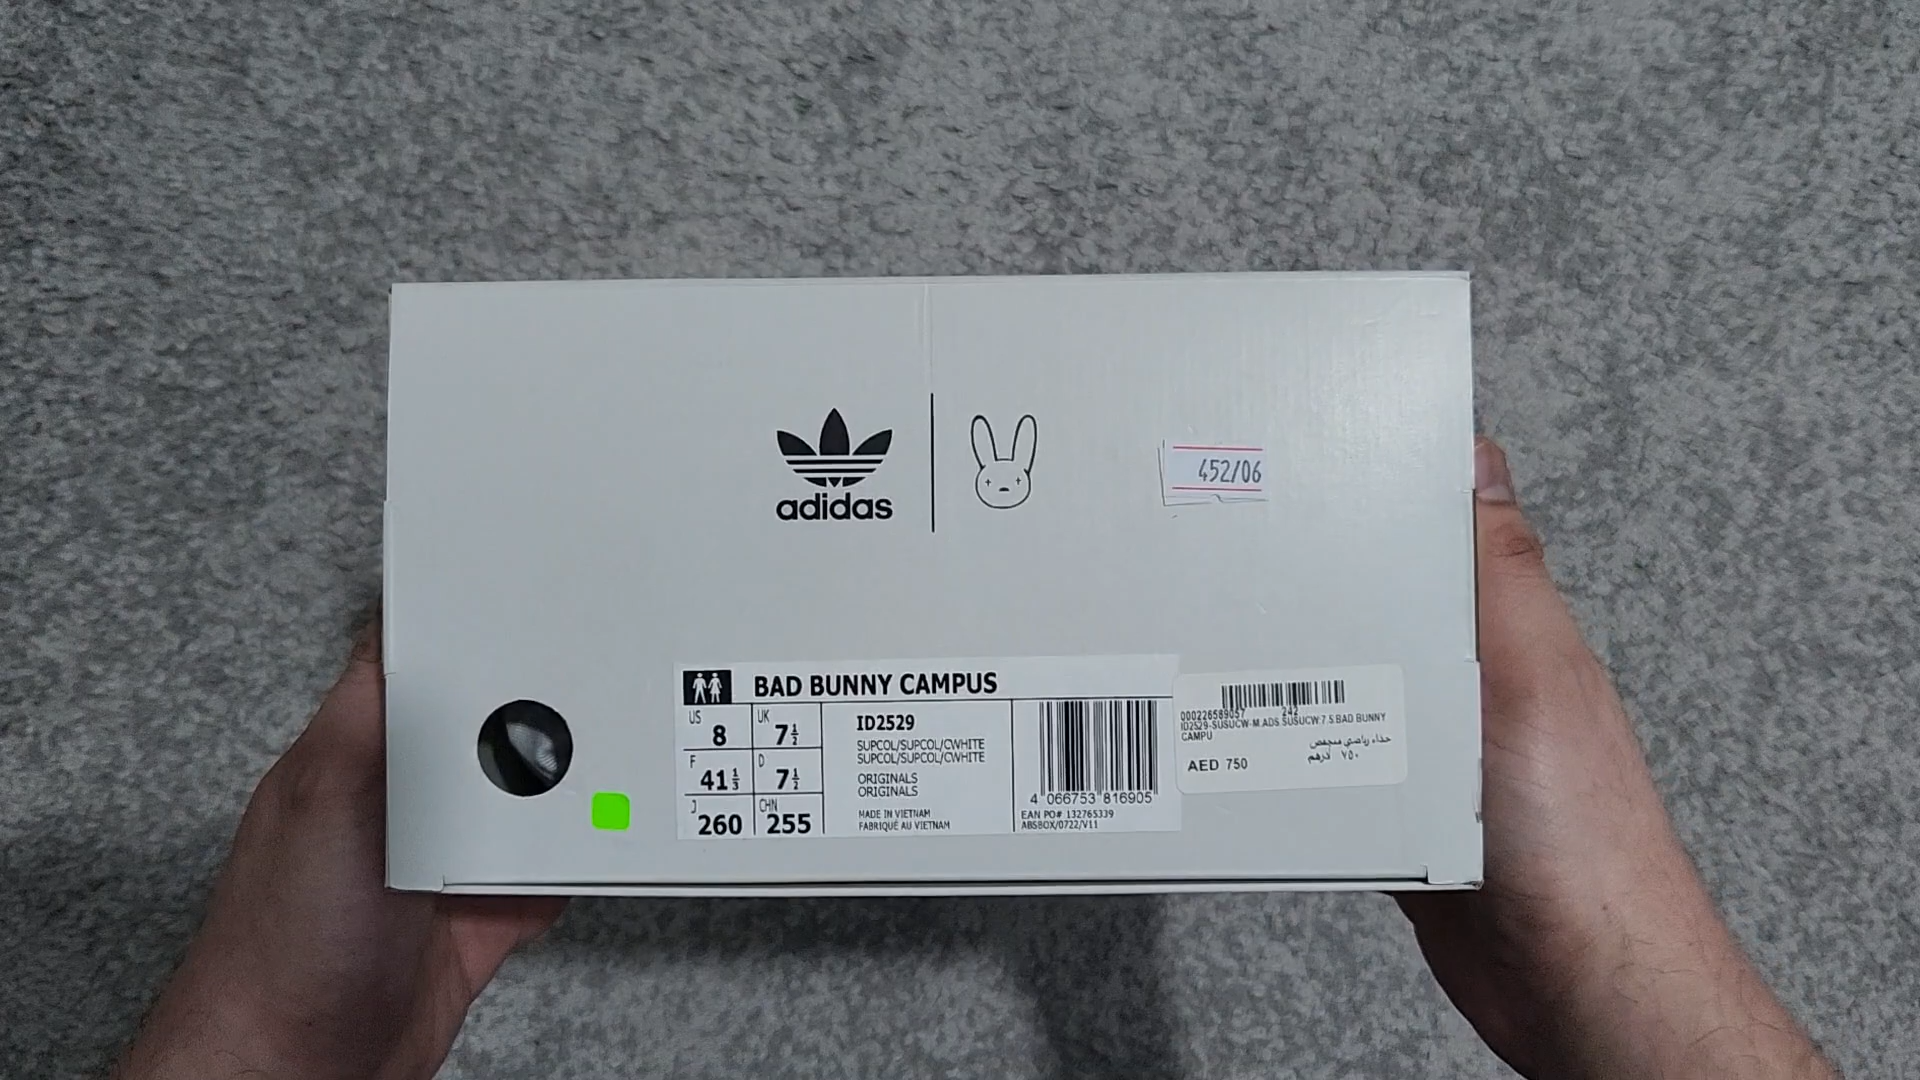 adidas
452/06
BAD BUNNY CAMPUS
US
8
UK
7½
F
41⅓
D
7½
J
260
CHN
255
ID2529
SUPCOL/SUPCOL/CWHITE
SUPCOL/SUPCOL/CWHITE
ORIGINALS
ORIGINALS
MADE IN VIETNAM
FABRIQUÉ AU VIETNAM
4 066753 816905
EAN PO# 132765339
ABSBOX/0722/V11
000226589057 242
ID2529-SUSUCW-M.ADS.SUSUCW:7.5.BAD BUNNY
CAMPU
حذاء رياضي منخفض
AED 750
٧٥٠ درهم